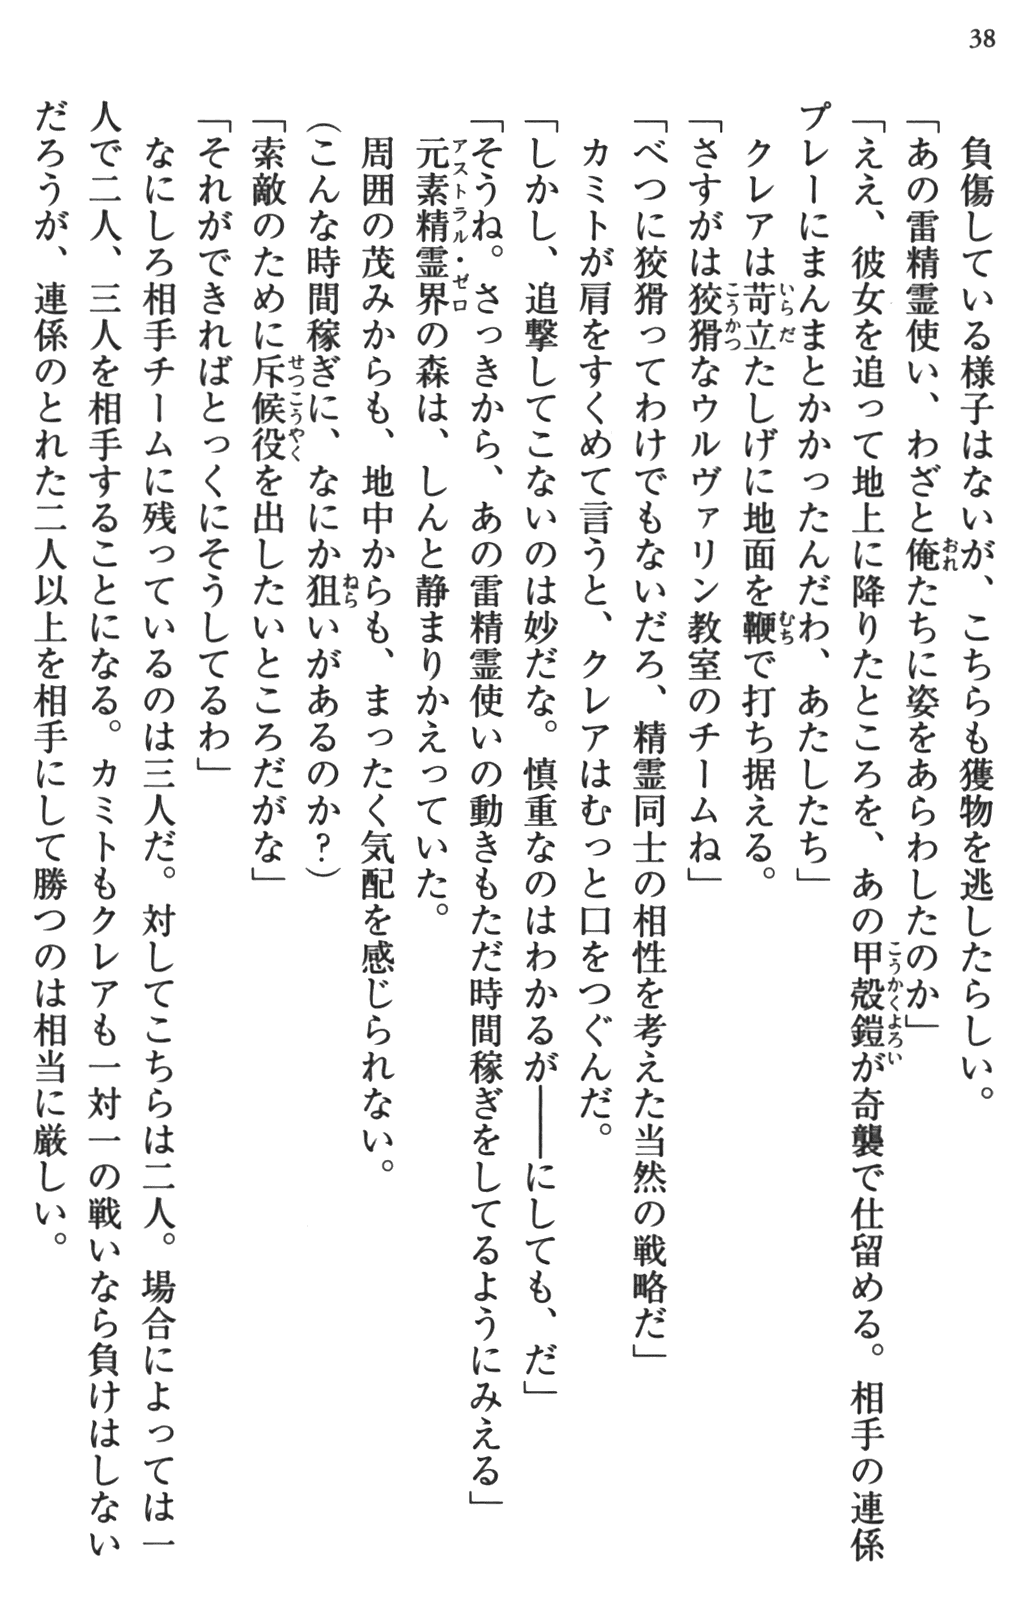 38
負傷している様子はないが、こちらも獲物を逃したらしい。
「あの雷精霊使い、わざと俺たちに姿をあらわしたのか」
「ええ、彼女を追って地上に降りたところを、あの甲殻鎧が奇襲で仕留める。相手の連係
プレーにまんまとかかったんだわ、あたしたち」
クレアは苛立たしげに地面を鞭で打ち据える。
「さすがは狡猾なウルヴァリン教室のチームね」
「べつに狡猾ってわけでもないだろ、精霊同士の相性を考えた当然の戦略だ」
カミトが肩をすくめて言うと、クレアはむっと口をつぐんだ。
「しかし、追撃してこないのは妙だな。慎重なのはわかるが――にしても、だ」
「そうね。さっきから、あの雷精霊使いの動きもただ時間稼ぎをしてるようにみえる」
元素精霊界の森は、しんと静まりかえっていた。
周囲の茂みからも、地中からも、まったく気配を感じられない。
（こんな時間稼ぎに、なにか狙いがあるのか？）
「索敵のために斥候役を出したいところだがな」
「それができればとっくにそうしてるわ」
なにしろ相手チームに残っているのは三人だ。対してこちらは二人。場合によっては一
人で二人、三人を相手することになる。カミトもクレアも一対一の戦いなら負けはしない
だろうが、連係のとれた二人以上を相手にして勝つのは相当に厳しい。